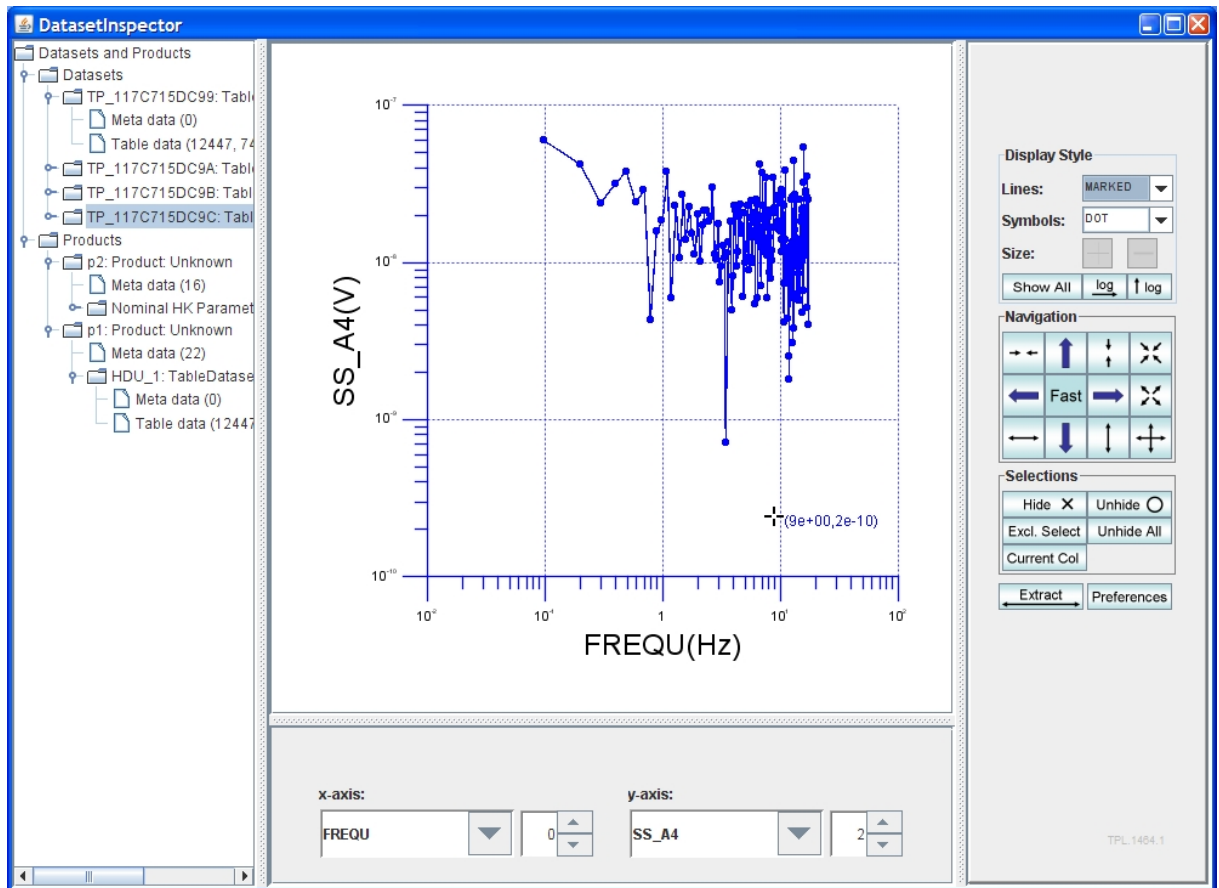 DatasetInspector
Datasets and Products
Datasets
TP_117C715DC99: Table
Meta data (0)
Table data (12447, 74
TP_117C715DC9A: Table
TP_117C715DC9B: Tabl
TP_117C715DC9C: Tabl
Products
p2: Product: Unknown
Meta data (16)
Nominal HK Paramet
p1: Product: Unknown
Meta data (22)
HDU_1: TableDatase
Meta data (0)
Table data (12447
SS_A4(V)
10⁻⁷
10⁻⁸
10⁻⁹
10⁻¹⁰
(9e+00,2e-10)
10⁻² 10⁻¹ 1 10¹ 10²
FREQU(Hz)
x-axis: y-axis:
FREQU 0 SS_A4 2
Display Style
Lines: MARKED
Symbols: DOT
Size:
Show All log log
Navigation
Fast
Selections
Hide Unhide
Excl. Select Unhide All
Current Col
Extract Preferences
TPL:1464.1